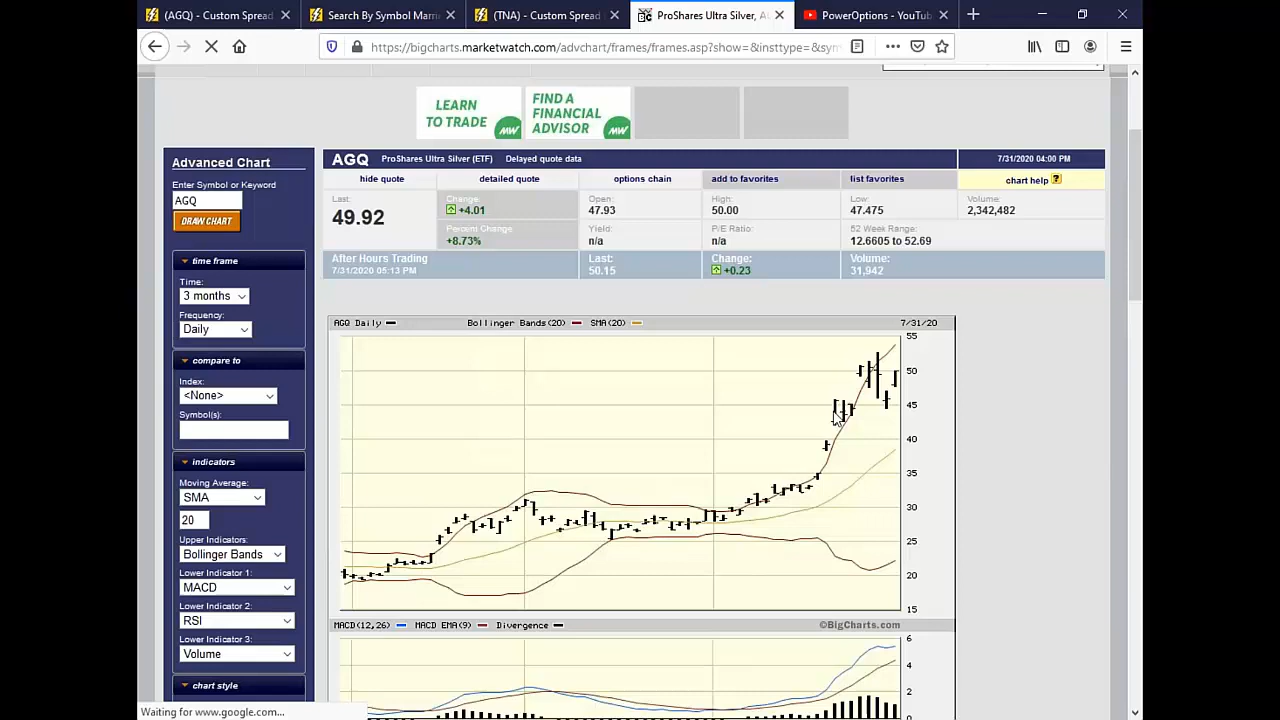 (AGQ) - Custom Spread
Search By Symbol Marr
(TNA) - Custom Spread
ProShares Ultra Silver, A
PowerOptions - YouTub
https://bigcharts.marketwatch.com/advchart/frames/frames.asp?show=&insttype=&sym
LEARN
TO TRADE
MW
FIND A
FINANCIAL
ADVISOR
MW
Advanced Chart
Enter Symbol or Keyword
AGQ
DRAW CHART
time frame
Time:
3 months
Frequency:
Daily
compare to
Index:
<None>
Symbol(s):
indicators
Moving Average:
SMA
20
Upper Indicators:
Bollinger Bands
Lower Indicator 1:
MACD
Lower Indicator 2:
RSI
Lower Indicator 3:
Volume
chart style
AGQ ProShares Ultra Silver (ETF) Delayed quote data 7/31/2020 04:00 PM
hide quote detailed quote options chain add to favorites list favorites chart help ?
Last: Change: Open: High: Low: Volume:
49.92 +4.01 47.93 50.00 47.475 2,342,482
Percent Change: Yield: P/E Ratio: 52 Week Range:
+8.73% n/a n/a 12.6605 to 52.69
After Hours Trading Last: Change: Volume:
7/31/2020 05:13 PM 50.15 +0.23 31,942
AGQ Daily Bollinger Bands(20) SMA(20) 7/31/20
55
50
45
40
35
30
25
20
15
©BigCharts.com
MACD(12,26) MACD EMA(9) Divergence
6
4
2
0
Waiting for www.google.com...